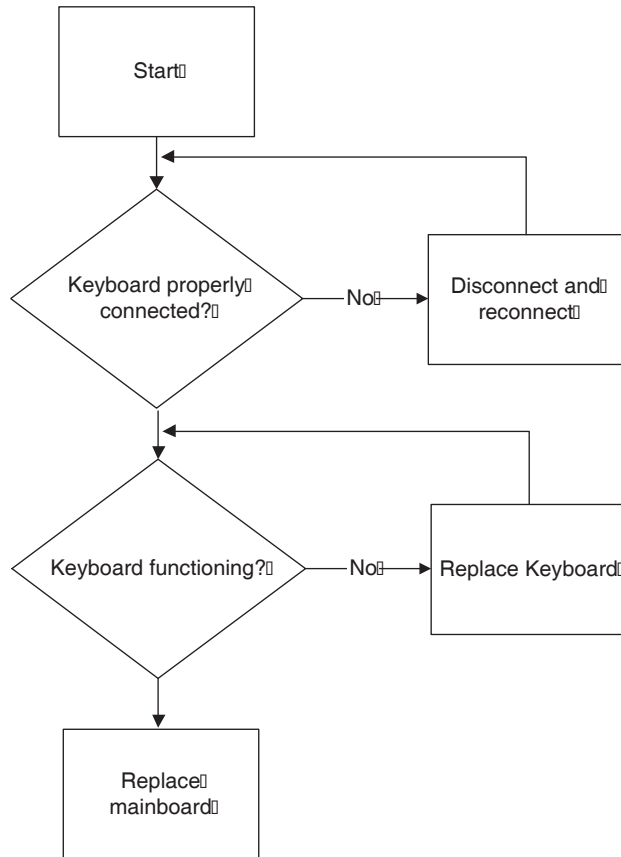 Start
Keyboard properly
connected?
No
Disconnect and
reconnect
Keyboard functioning?
No
Replace Keyboard
Replace
mainboard